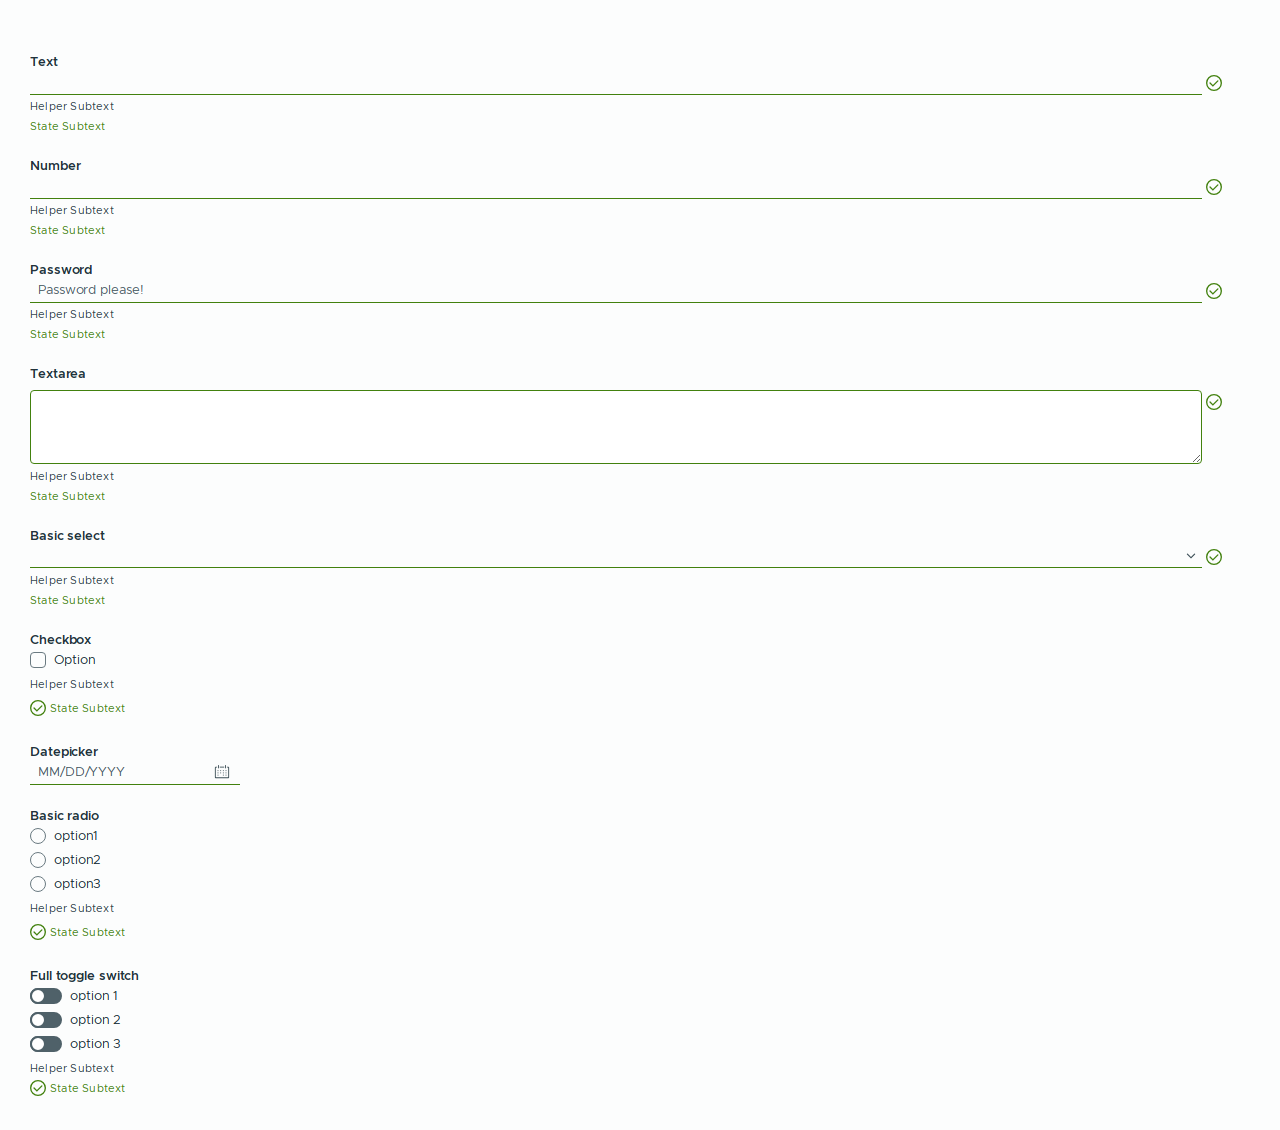 Text
Helper Subtext
State Subtext
Number
Helper Subtext
State Subtext
Password
Password please!
Helper Subtext
State Subtext
Textarea
Helper Subtext
State Subtext
Basic select
Helper Subtext
State Subtext
Checkbox
Option
Helper Subtext
State Subtext
Datepicker
MM/DD/YYYY
Basic radio
option1
option2
option3
Helper Subtext
State Subtext
Full toggle switch
option 1
option 2
option 3
Helper Subtext
State Subtext